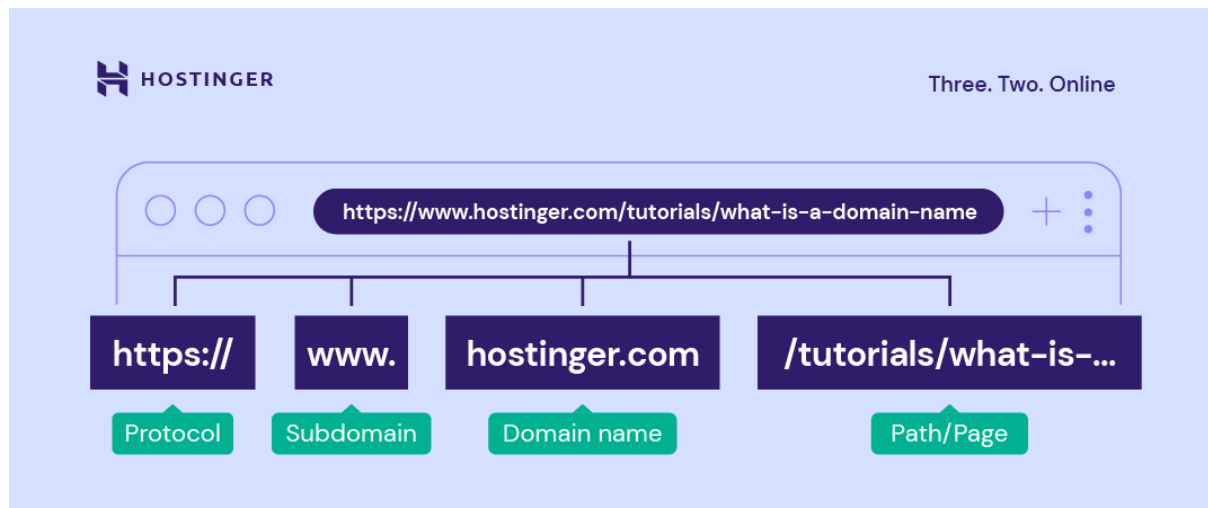 HOSTINGER
Three. Two. Online
https://www.hostinger.com/tutorials/what-is-a-domain-name
https://
www.
hostinger.com
/tutorials/what-is-...
Protocol
Subdomain
Domain name
Path/Page